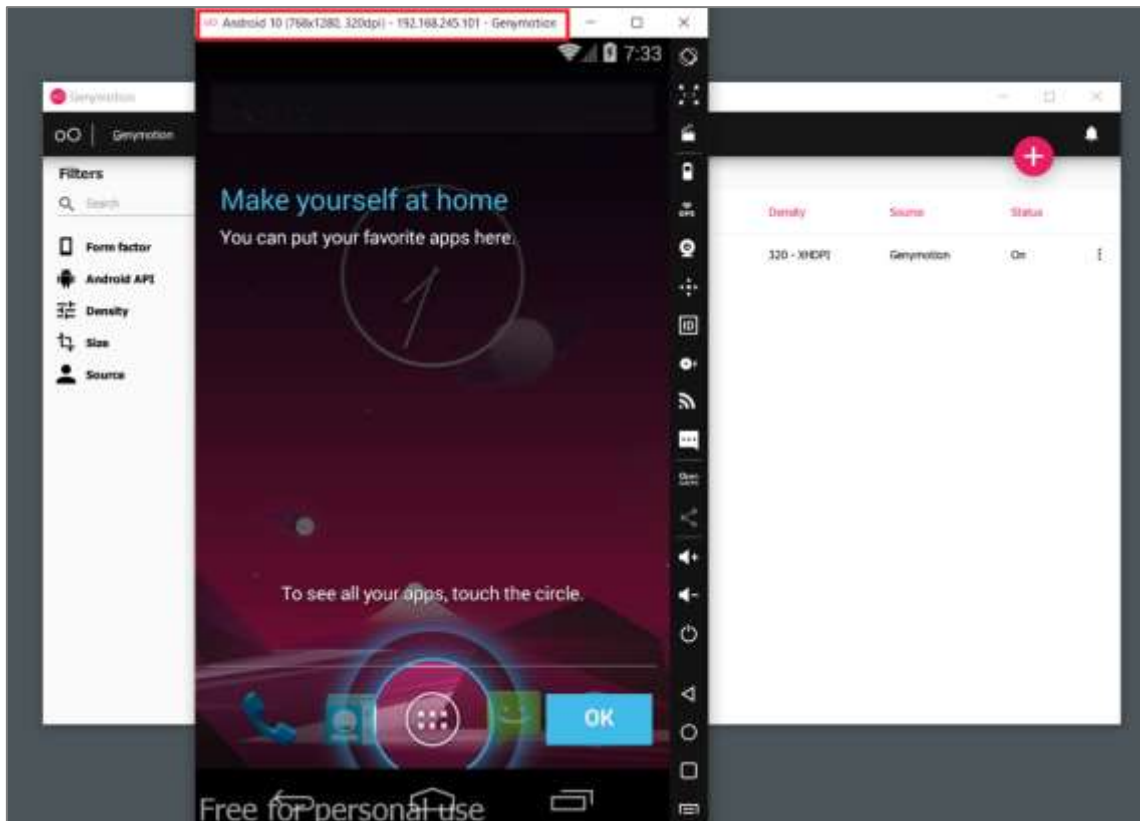 Android 10 (768x1280, 320dpi) - 192.168.245.101 - Genymotion
7:33
Genymotion
Genymotion
Filters
Search
Form factor
Android API
Density
Size
Source
Make yourself at home
You can put your favorite apps here.
To see all your apps, touch the circle.
OK
Free for personal use
GPS
ID
Density Source Status
320 - XHDPI Genymotion On